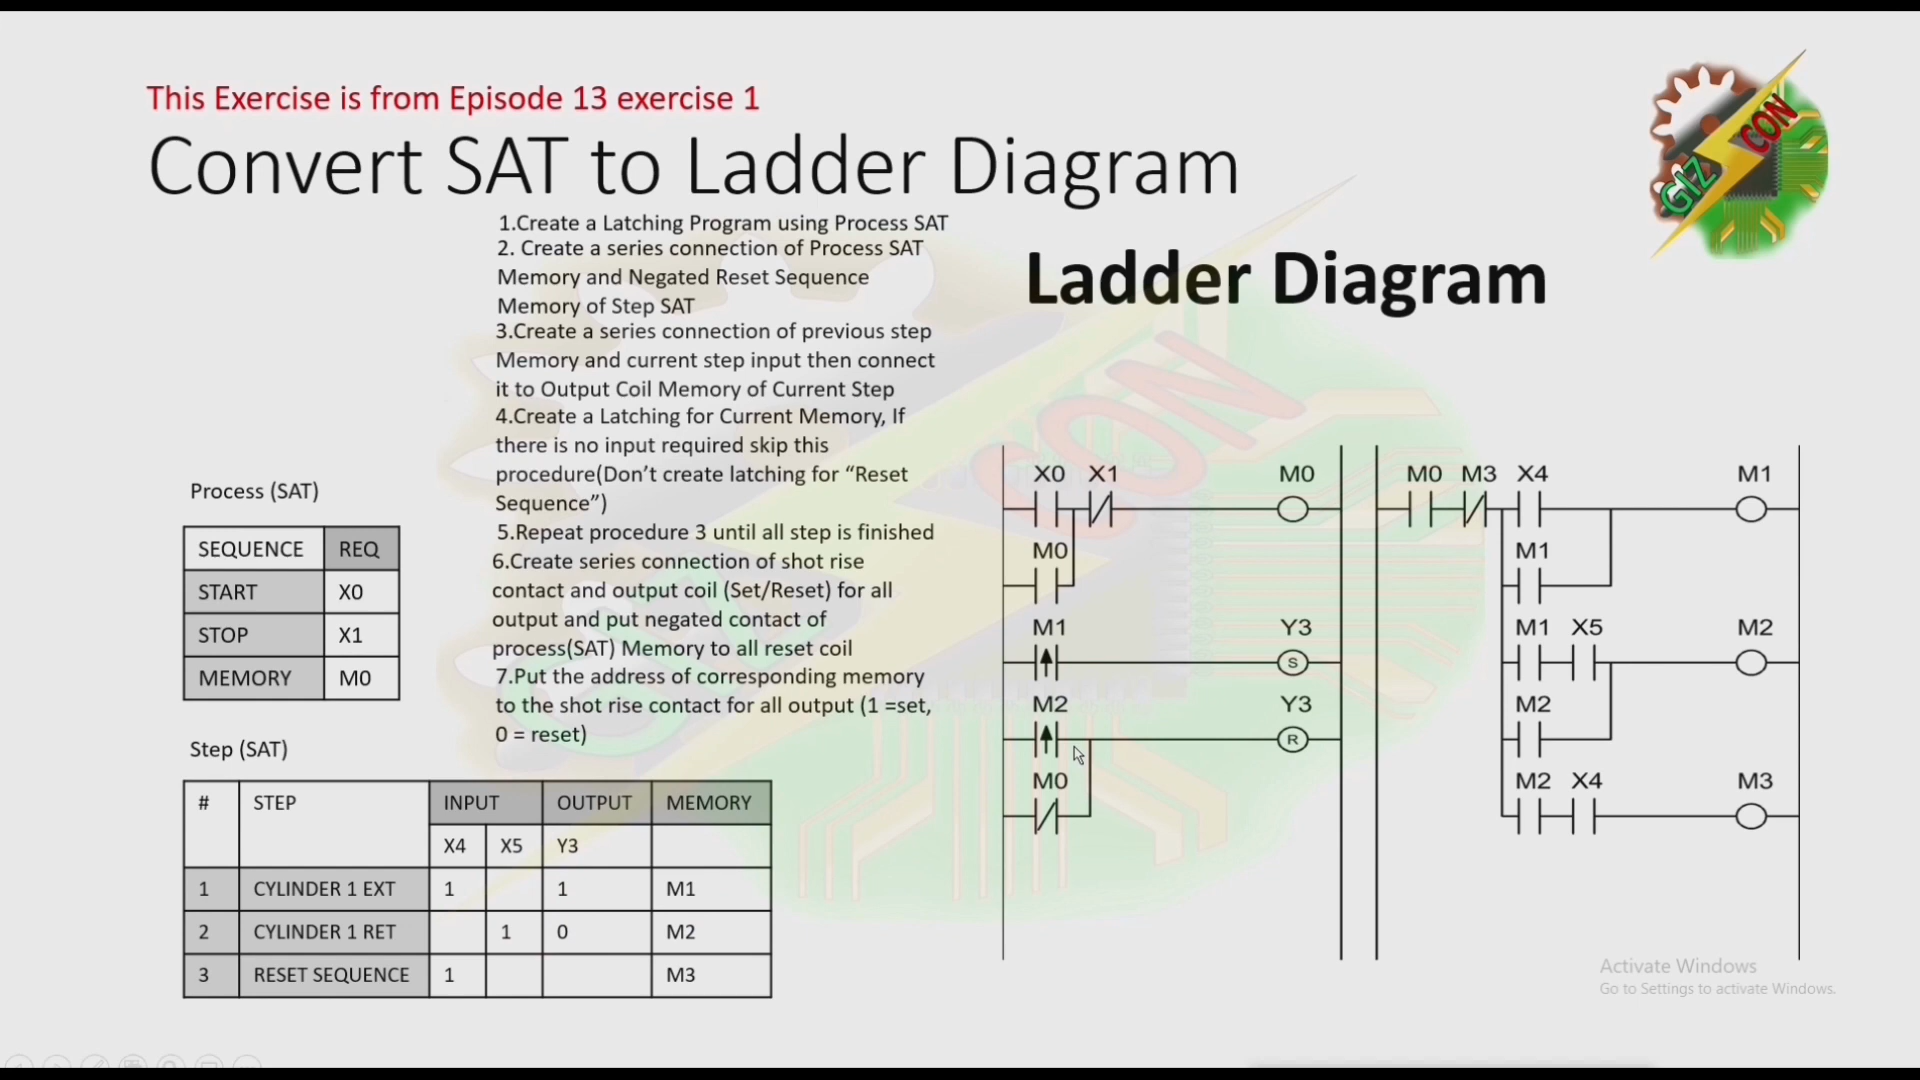 This Exercise is from Episode 13 exercise 1
Convert SAT to Ladder Diagram
GIZ CON
1.Create a Latching Program using Process SAT
2. Create a series connection of Process SAT
Memory and Negated Reset Sequence
Memory of Step SAT
3.Create a series connection of previous step
Memory and current step input then connect
it to Output Coil Memory of Current Step
4.Create a Latching for Current Memory, If
there is no input required skip this
procedure(Don’t create latching for “Reset
Sequence”)
5.Repeat procedure 3 until all step is finished
6.Create series connection of shot rise
contact and output coil (Set/Reset) for all
output and put negated contact of
process(SAT) Memory to all reset coil
7.Put the address of corresponding memory
to the shot rise contact for all output (1 =set,
0 = reset)
Process (SAT)
SEQUENCE REQ
START X0
STOP X1
MEMORY M0
Step (SAT)
# STEP INPUT OUTPUT MEMORY
X4 X5 Y3
1 CYLINDER 1 EXT 1 1 M1
2 CYLINDER 1 RET 1 0 M2
3 RESET SEQUENCE 1 M3
Ladder Diagram
X0 X1 M0
M0
M1 Y3
S
M2 Y3
R
M0
M0 M3 X4 M1
M1
M1 X5 M2
M2
M2 X4 M3
GIZ CON
Activate Windows
Go to Settings to activate Windows.